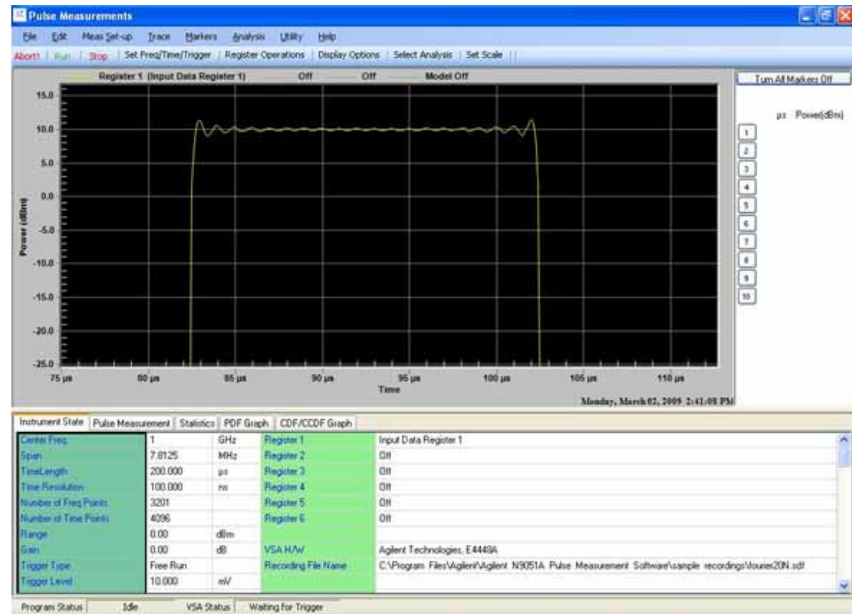 Pulse Measurements
File Edit Meas Set-up Trace Markers Analysis Utility Help
Abort! Run Stop Set Freq/Time/Trigger Register Operations Display Options Select Analysis Set Scale
Register 1 (Input Data Register 1) Off Off Model Off
Turn All Markers Off
µs Power(dBm)
1
2
3
4
5
6
7
8
9
10
Power (dBm)
15.0
10.0
5.0
0.0
-5.0
-10.0
-15.0
-20.0
-25.0
75 µs 80 µs 85 µs 90 µs 95 µs 100 µs 105 µs 110 µs
Time
Monday, March 02, 2009 2:41:08 PM
Instrument State Pulse Measurement Statistics PDF Graph CDF/CCDF Graph
Center Freq 1 GHz Register 1 Input Data Register 1
Span 7.8125 MHz Register 2 Off
TimeLength 200.000 µs Register 3 Off
Time Resolution 100.000 ns Register 4 Off
Number of Freq Points 3201 Register 5 Off
Number of Time Points 4096 Register 6 Off
Range 0.00 dBm
Gain 0.00 dB VSA H/W Agilent Technologies, E4448A
Trigger Type Free Run Recording File Name C:\Program Files\Agilent\Agilent N9051A Pulse Measurement Software\sample recordings\fourier20N.sdf
Trigger Level 10.000 mV
Program Status Idle VSA Status Waiting for Trigger